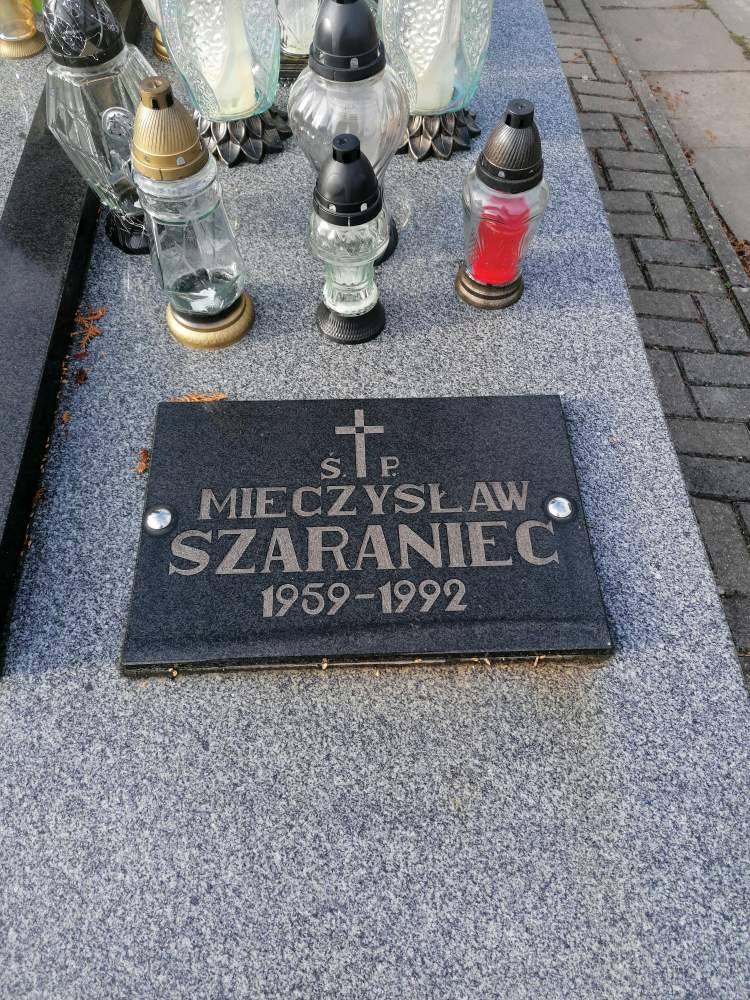 Ś. P.
MIECZYSŁAW
SZARANIEC
1959-1992